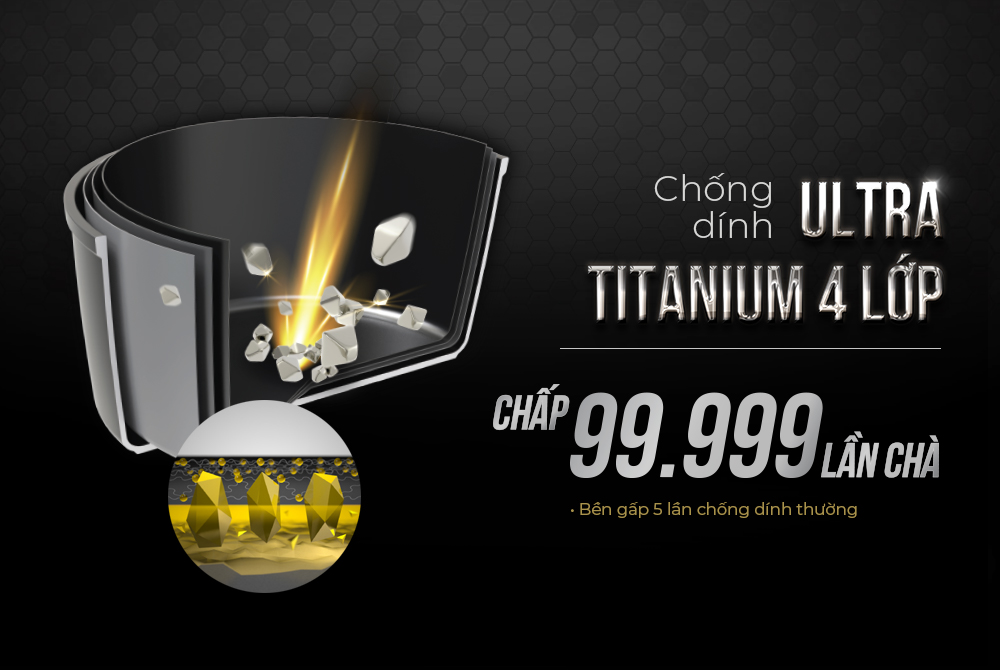 Chống dính ULTRA
TITANIUM 4 LỚP
CHẤP 99.999 LẦN CHÀ
• Bền gấp 5 lần chống dính thường